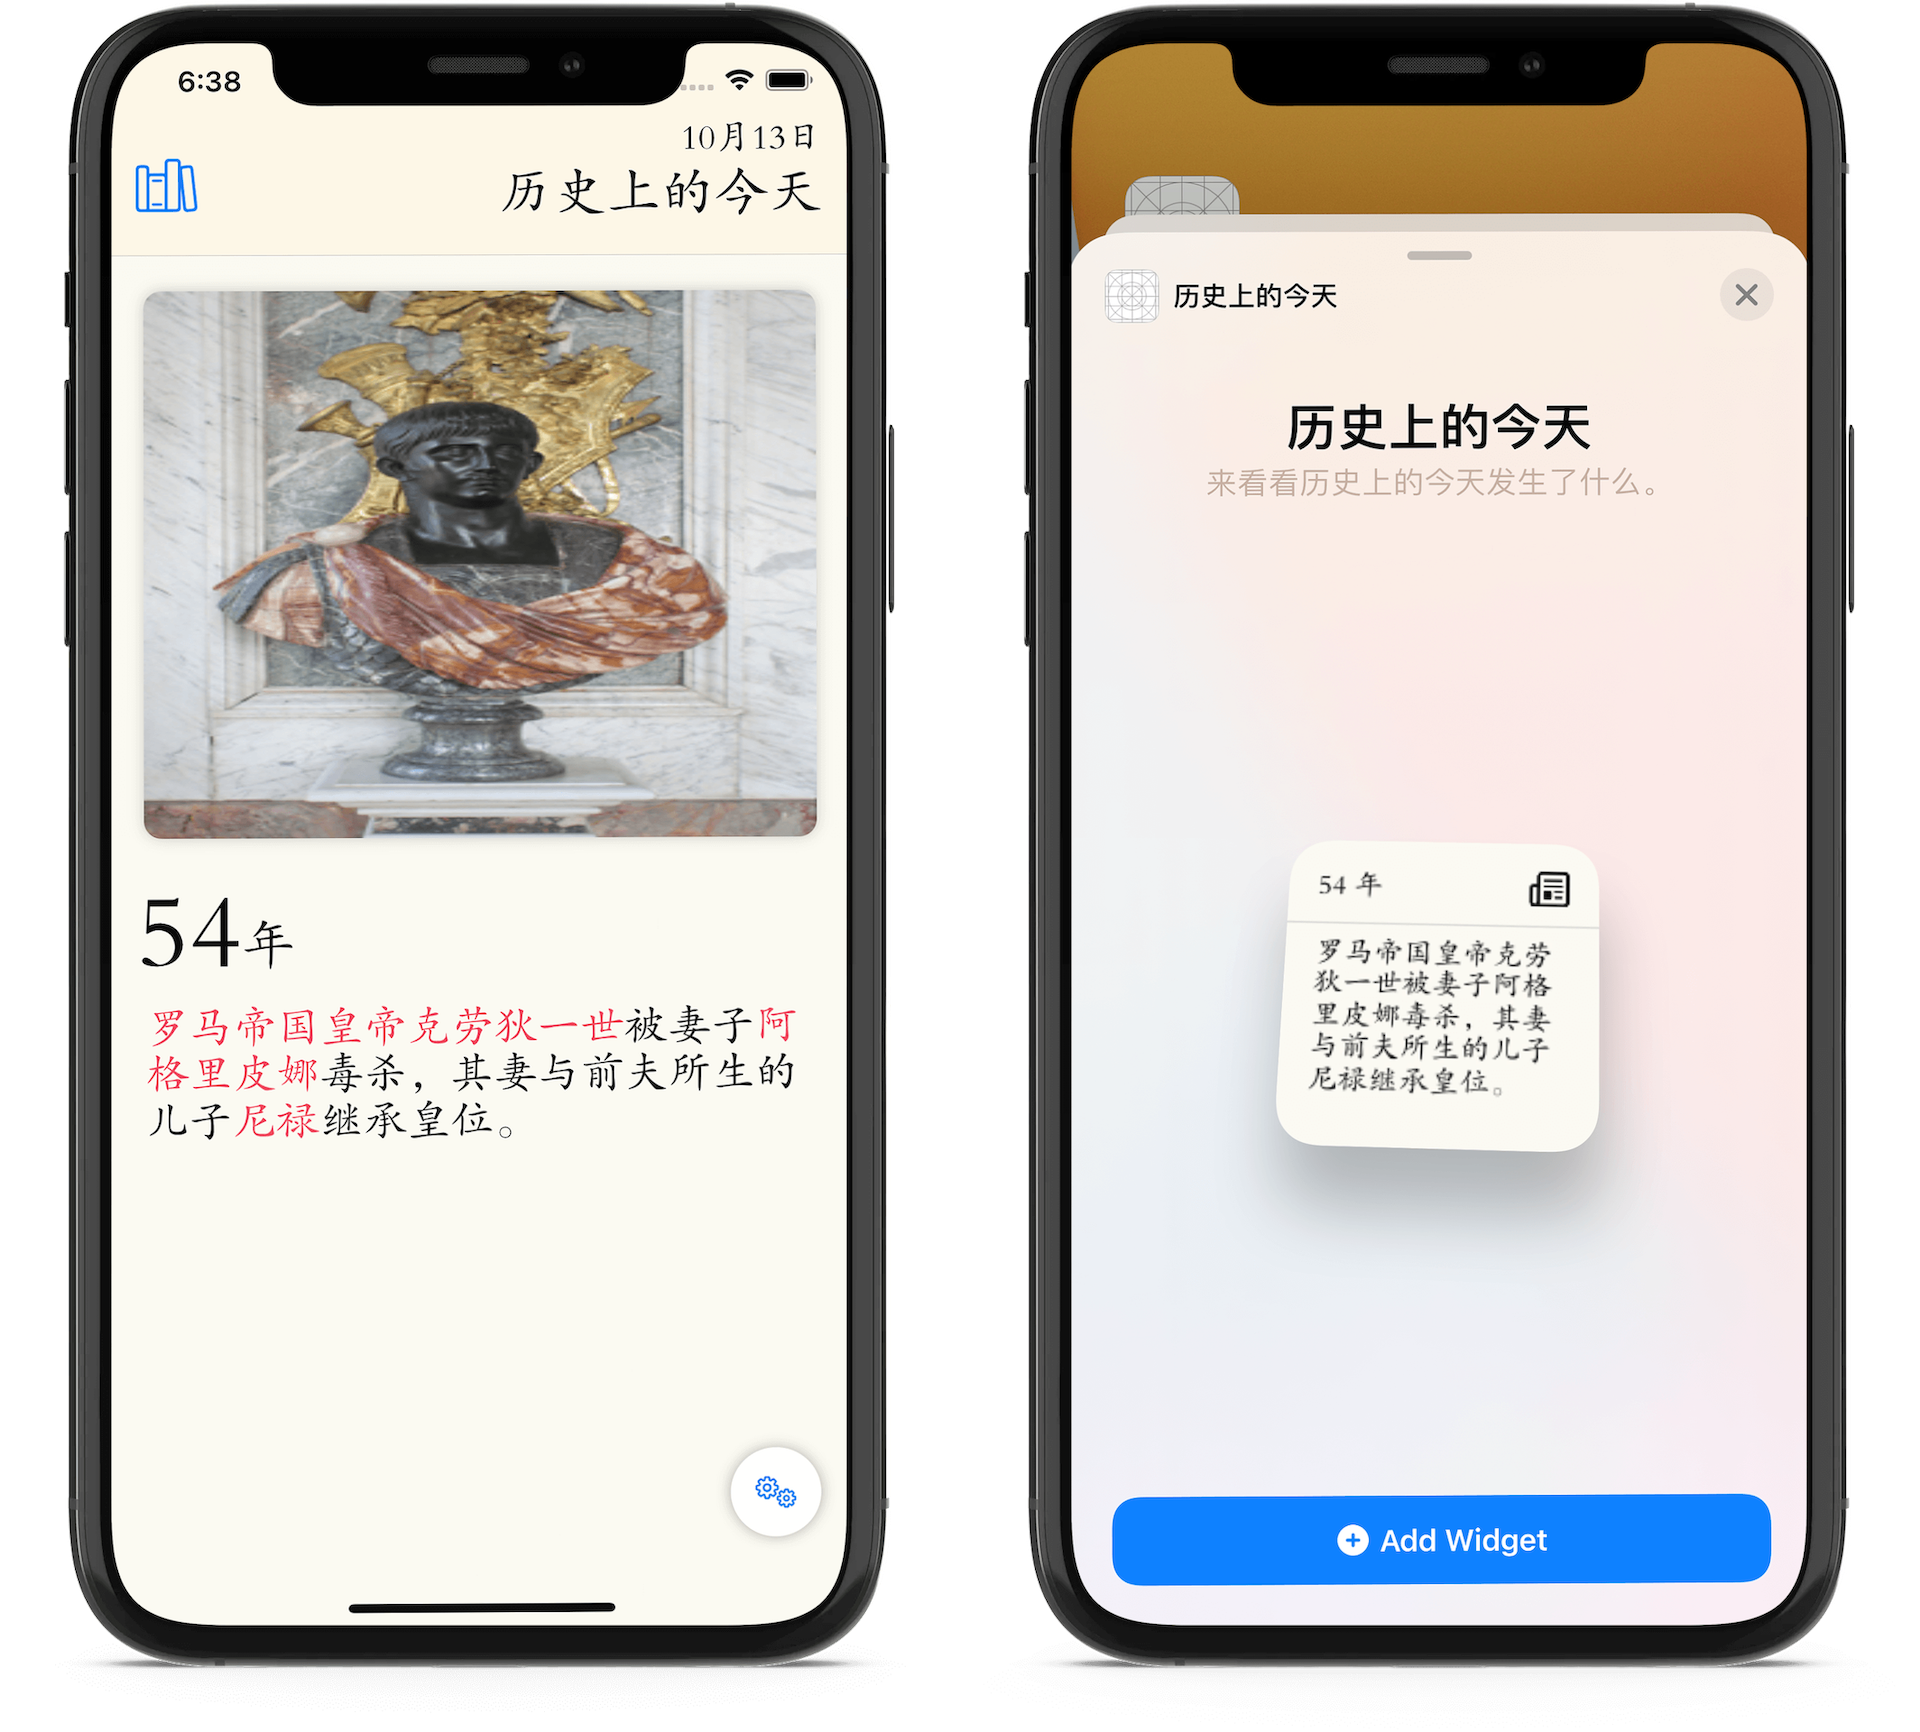 6:38
10月13日
历史上的今天
54年
罗马帝国皇帝克劳狄一世被妻子阿
格里皮娜毒杀，其妻与前夫所生的
儿子尼禄继承皇位。
历史上的今天
历史上的今天
来看看历史上的今天发生了什么。
54 年
罗马帝国皇帝克劳
狄一世被妻子阿格
里皮娜毒杀，其妻
与前夫所生的儿子
尼禄继承皇位。
Add Widget